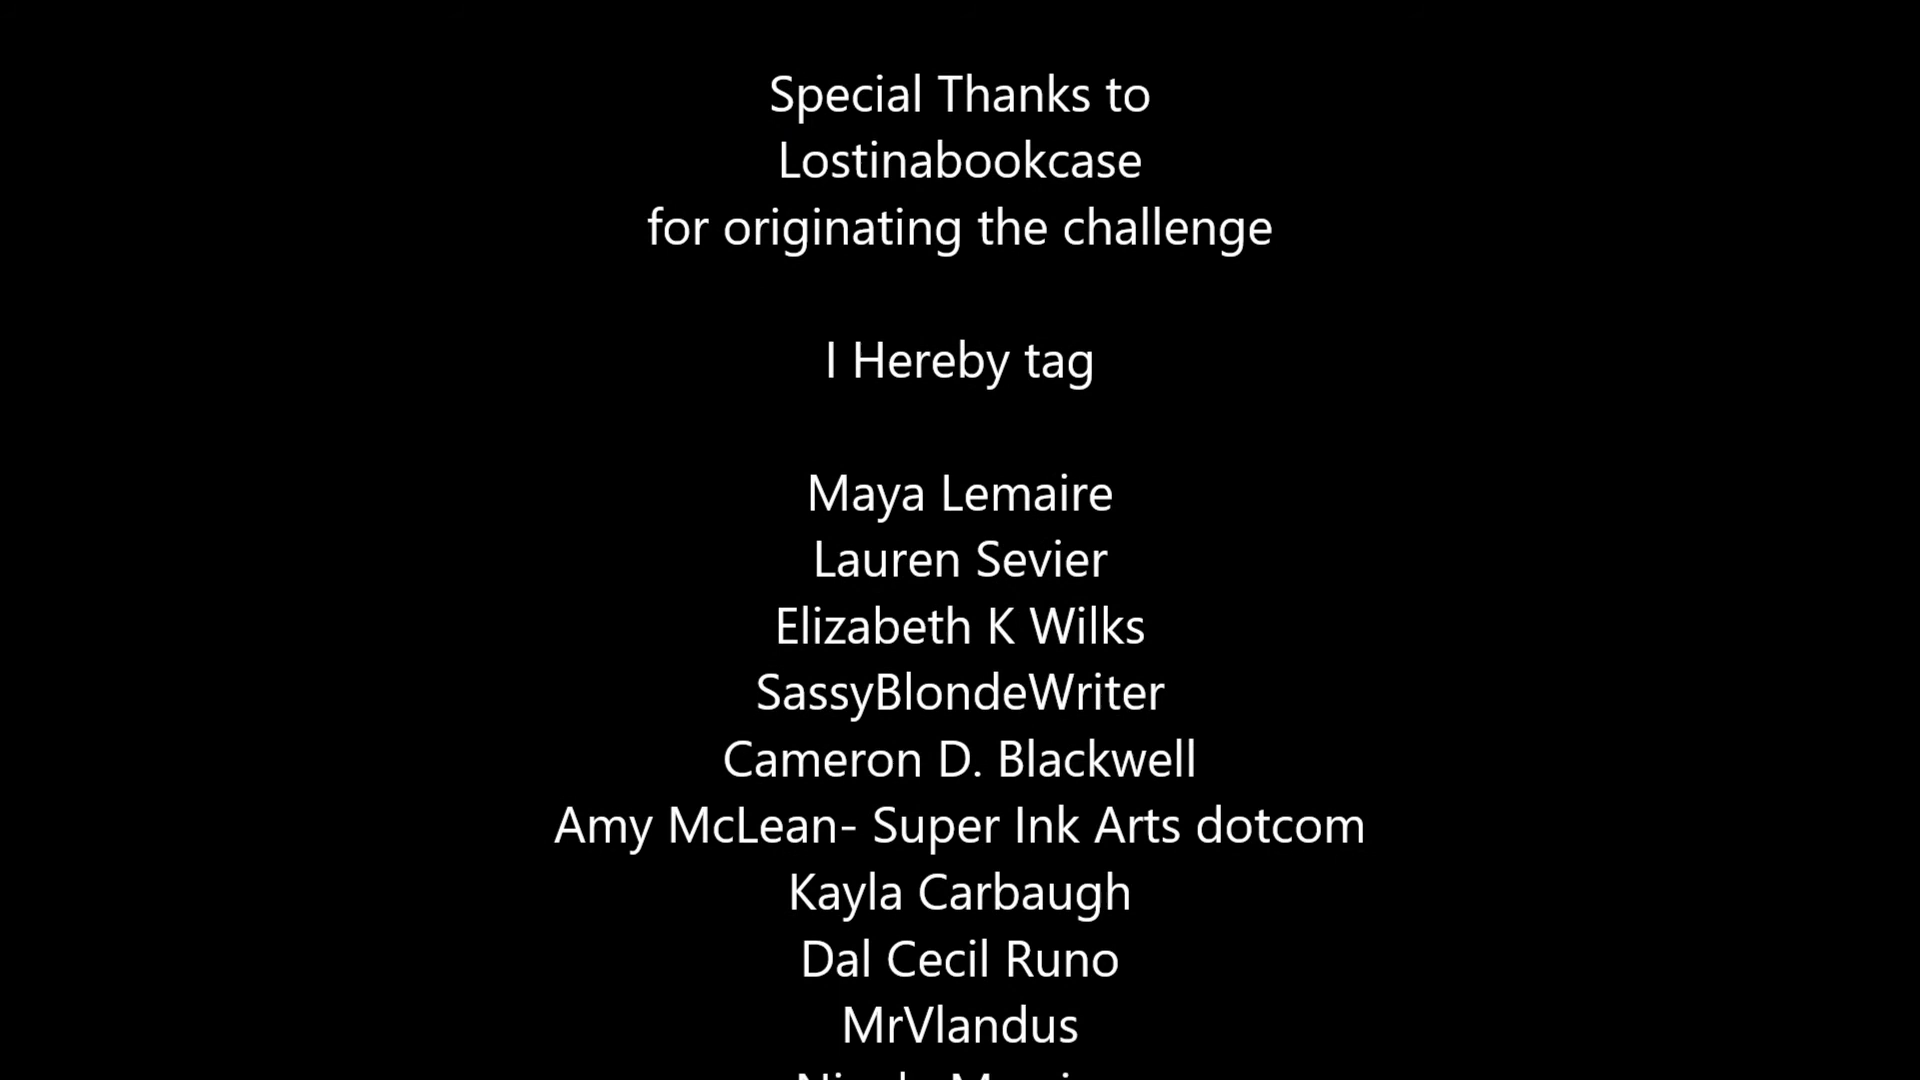 Special Thanks to
Lostinabookcase
for originating the challenge
I Hereby tag
Maya Lemaire
Lauren Sevier
Elizabeth K Wilks
SassyBlondeWriter
Cameron D. Blackwell
Amy McLean- Super Ink Arts dotcom
Kayla Carbaugh
Dal Cecil Runo
MrVlandus